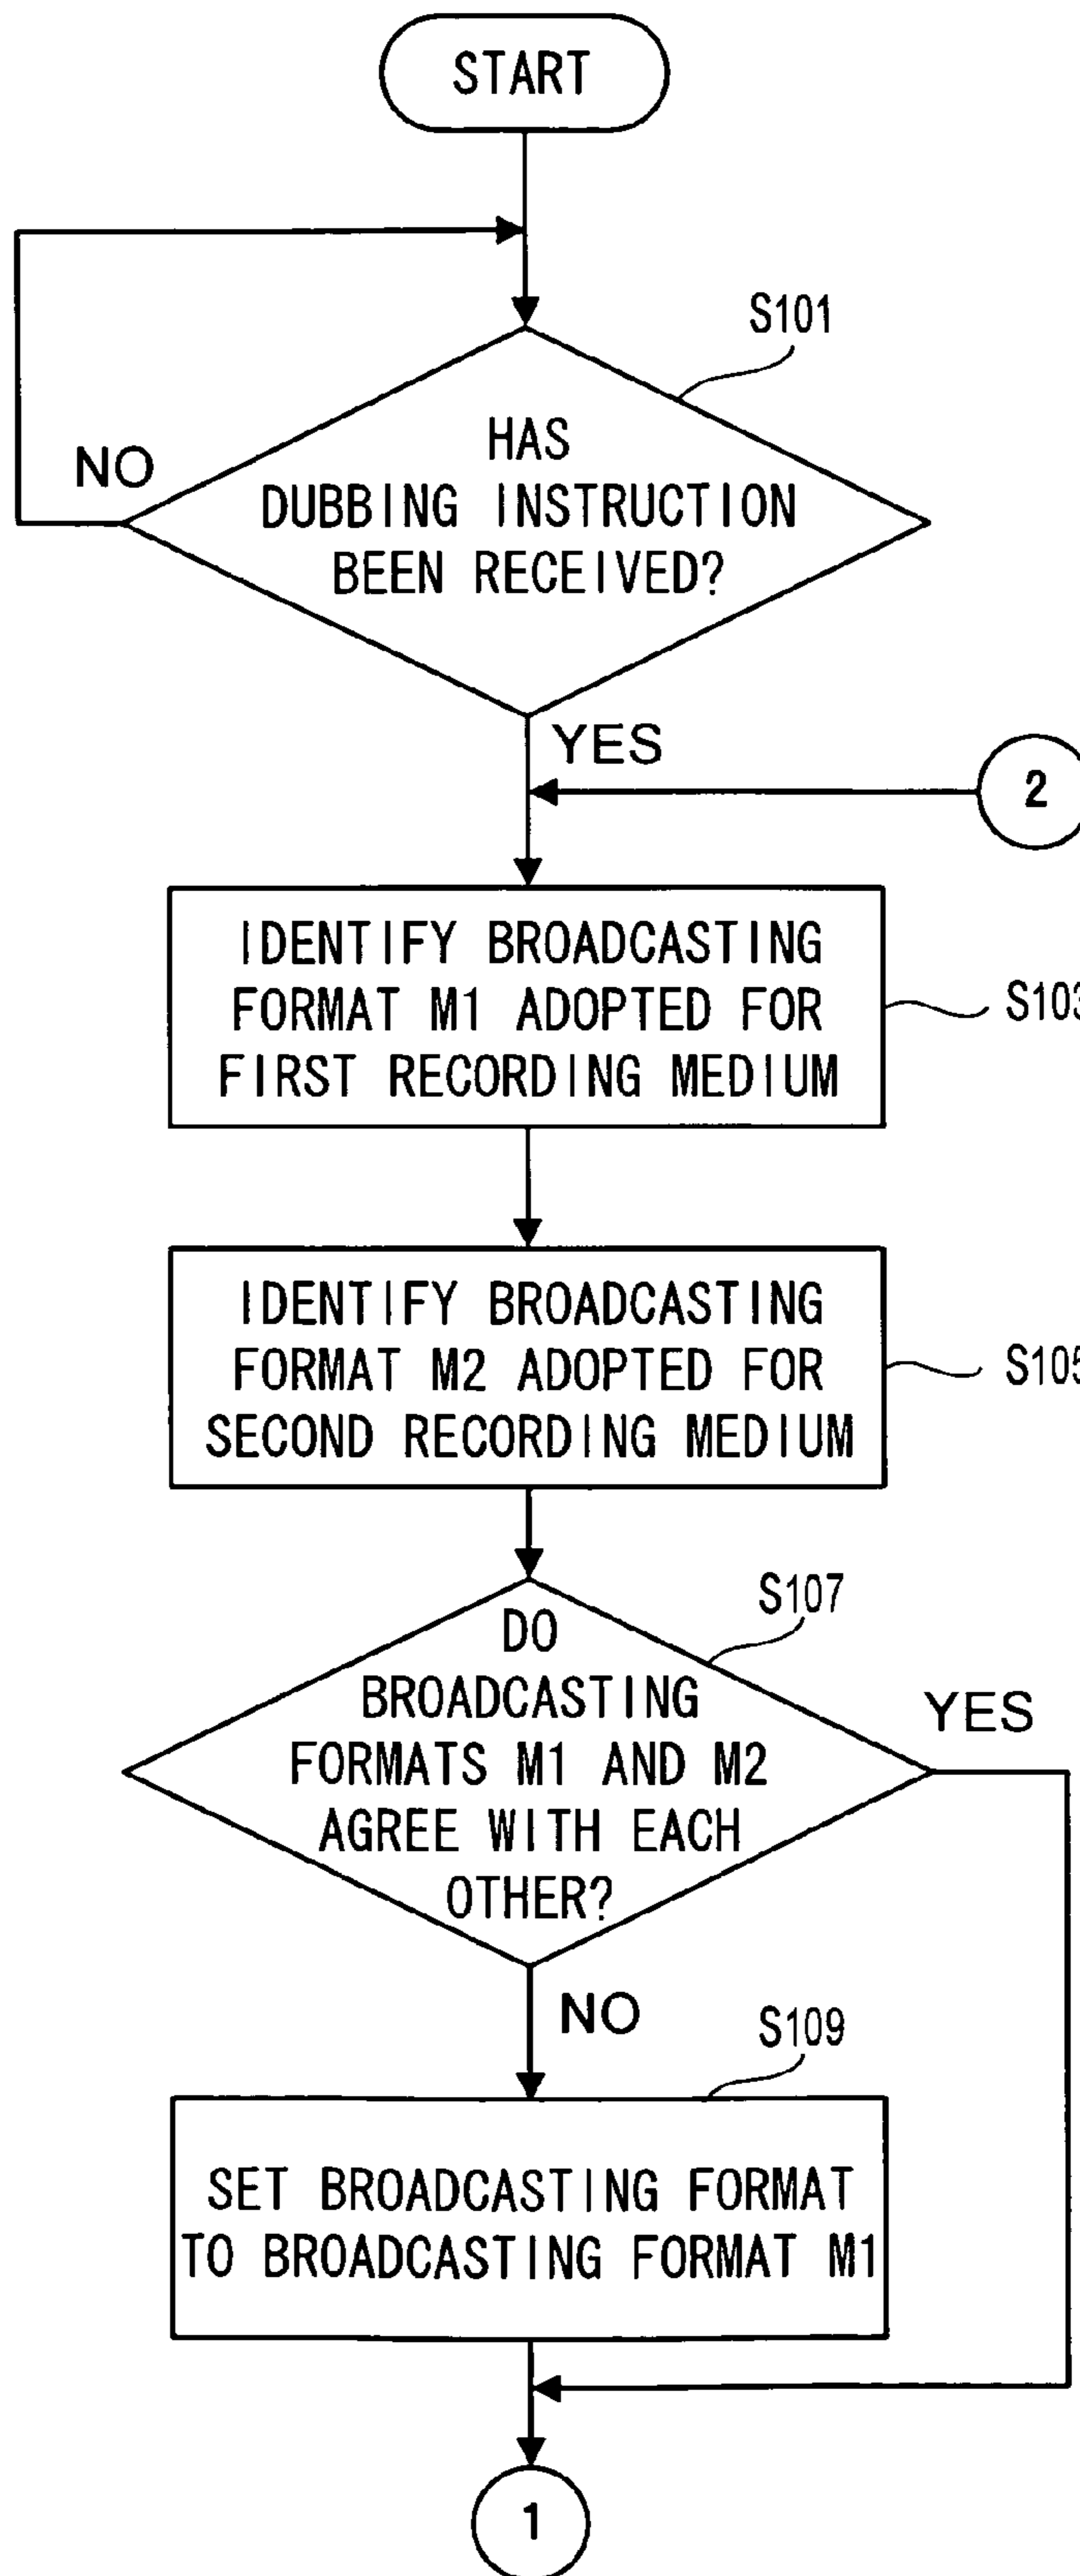 START
S101
HAS
DUBBING INSTRUCTION
BEEN RECEIVED?
NO
YES
2
IDENTIFY BROADCASTING
FORMAT M1 ADOPTED FOR
FIRST RECORDING MEDIUM
S103
IDENTIFY BROADCASTING
FORMAT M2 ADOPTED FOR
SECOND RECORDING MEDIUM
S105
S107
DO
BROADCASTING
FORMATS M1 AND M2
AGREE WITH EACH
OTHER?
YES
NO
S109
SET BROADCASTING FORMAT
TO BROADCASTING FORMAT M1
1